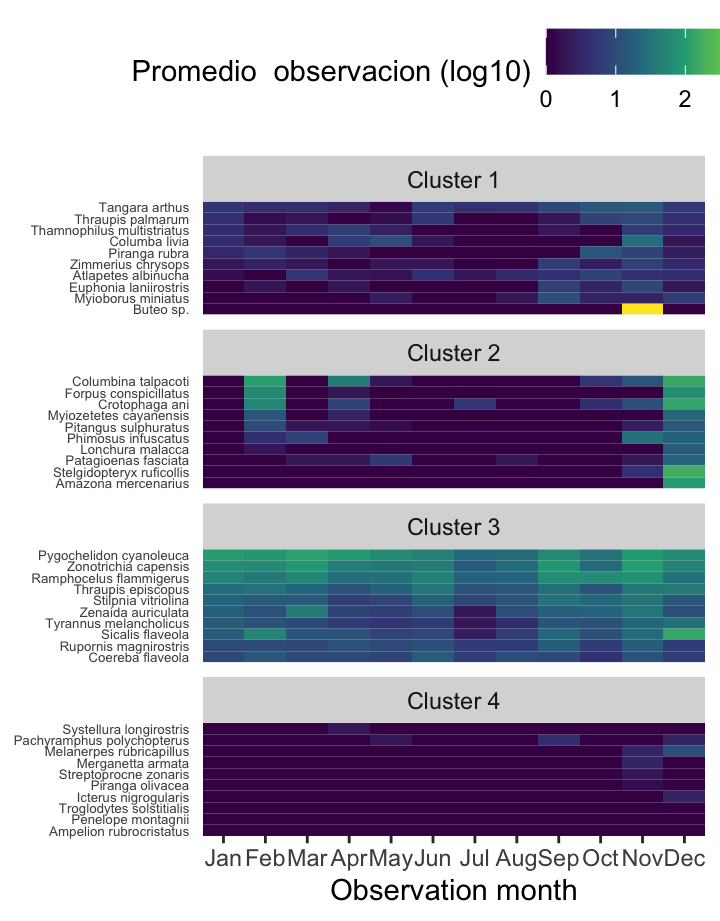 Promedio  observacion (log10)
0 1 2
Cluster 1
Tangara arthus
Thraupis palmarum
Thamnophilus multistriatus
Columba livia
Piranga rubra
Zimmerius chrysops
Atlapetes albinucha
Euphonia laniirostris
Myioborus miniatus
Buteo sp.
Cluster 2
Columbina talpacoti
Forpus conspicillatus
Crotophaga ani
Myiozetetes cayanensis
Pitangus sulphuratus
Phimosus infuscatus
Lonchura malacca
Patagioenas fasciata
Stelgidopteryx ruficollis
Amazona mercenarius
Cluster 3
Pygochelidon cyanoleuca
Zonotrichia capensis
Ramphocelus flammigerus
Thraupis episcopus
Stilpnia vitriolina
Zenaida auriculata
Tyrannus melancholicus
Sicalis flaveola
Rupornis magnirostris
Coereba flaveola
Cluster 4
Systellura longirostris
Pachyramphus polychopterus
Melanerpes rubricapillus
Merganetta armata
Streptoprocne zonaris
Piranga olivacea
Icterus nigrogularis
Troglodytes solstitialis
Penelope montagnii
Ampelion rubrocristatus
Jan Feb Mar Apr May Jun Jul Aug Sep Oct Nov Dec
Observation month